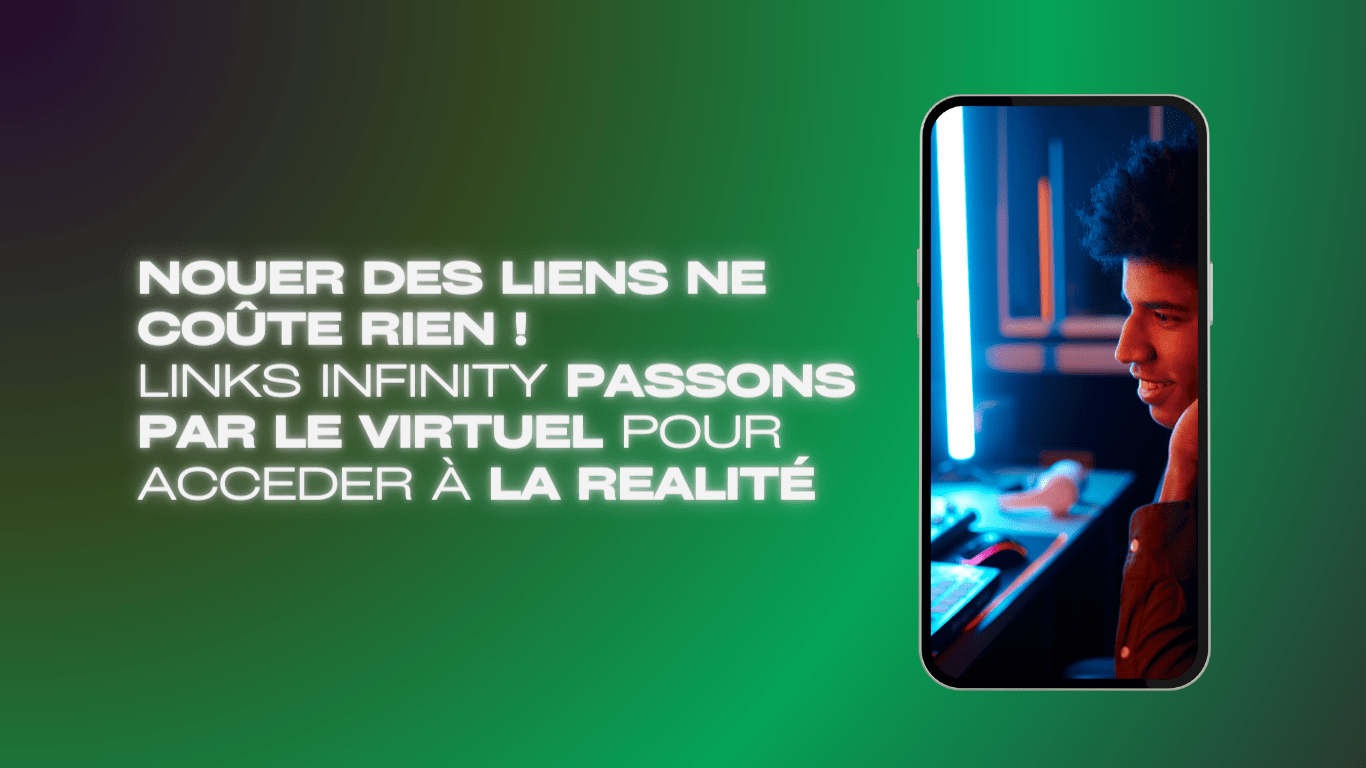 NOUER DES LIENS NE
COÛTE RIEN !
LINKS INFINITY PASSONS
PAR LE VIRTUEL POUR
ACCEDER À LA REALITÉ